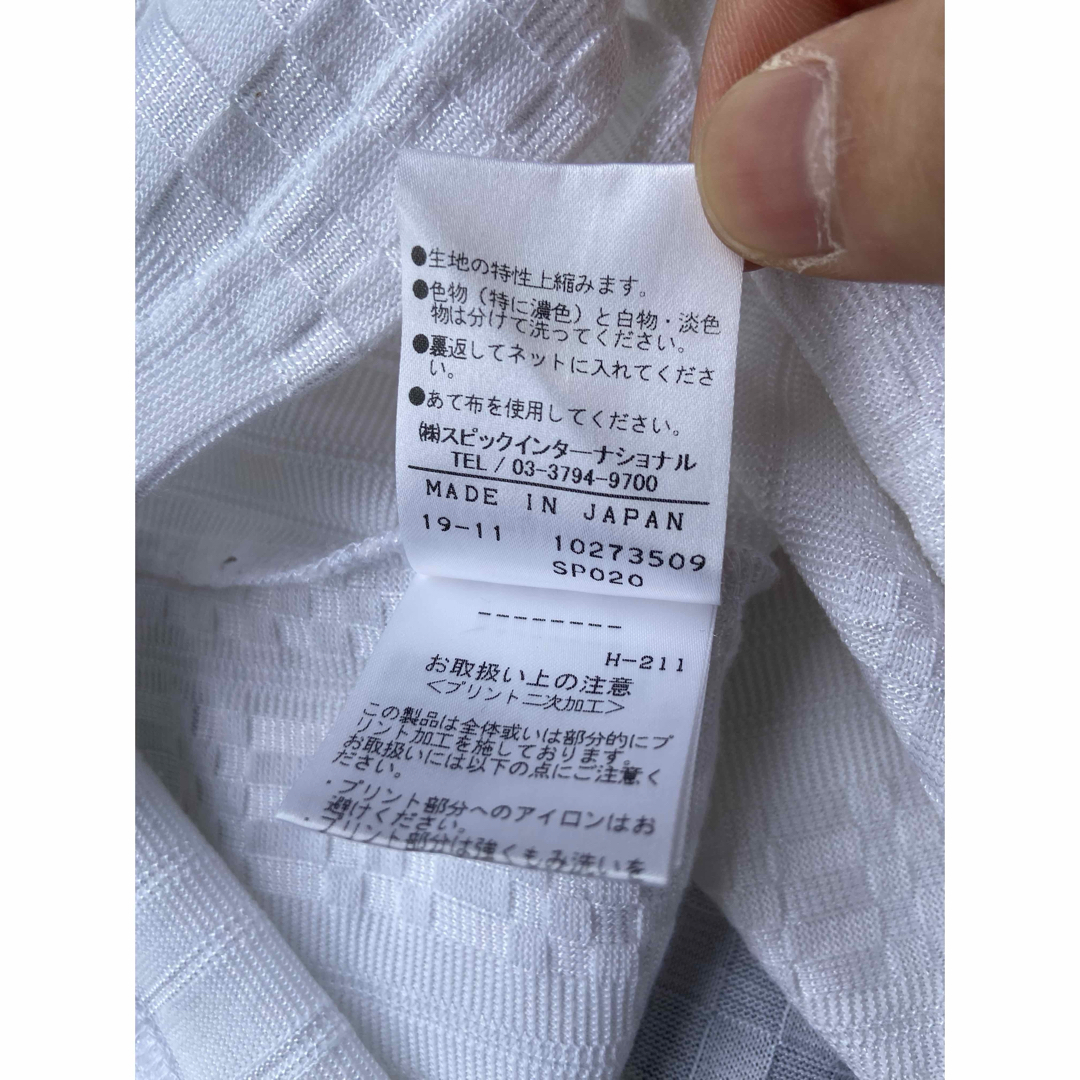 ●生地の特性上縮みます。
●色物（特に濃色）と白物・淡色
物は分けて洗ってください。
●裏返してネットに入れてくださ
い。
●あて布を使用してください。
㈱スピックインターナショナル
TEL/03-3794-9700
MADE IN JAPAN
19-11 10273509
SP020
--------
H-211
お取扱い上の注意
<プリント二次加工>
この製品は全体或いは部分的にプ
リント加工を施しております。
お取扱いには以下の点にご注意く
ださい。
・プリント部分へのアイロンはお
避けください。
・プリント部分は強くもみ洗いを